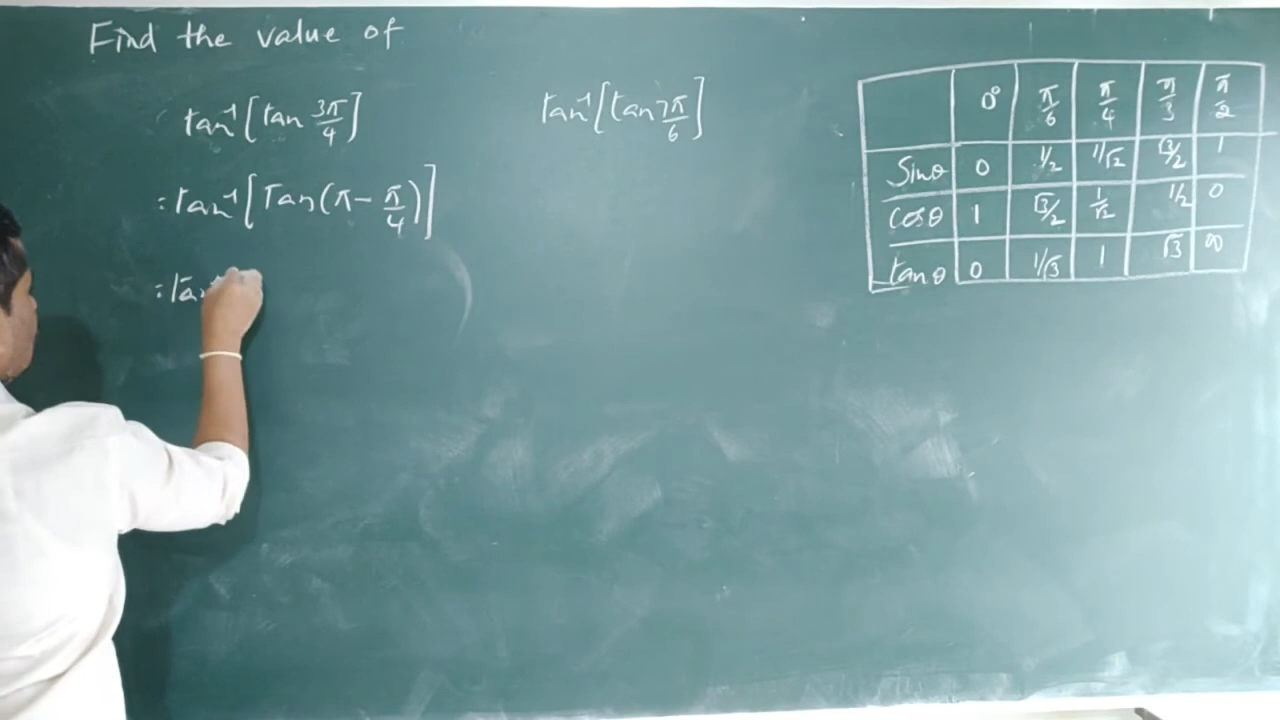 Find the value of
tan⁻¹[tan 3π/4]
tan⁻¹[tan 7π/6]
= tan⁻¹[Tan(π - π/4)]
= Tan
0° π/6 π/4 π/3 π/2
Sinθ 0 1/2 1/√2 √3/2 1
cosθ 1 √3/2 1/√2 1/2 0
tanθ 0 1/√3 1 √3 ∞